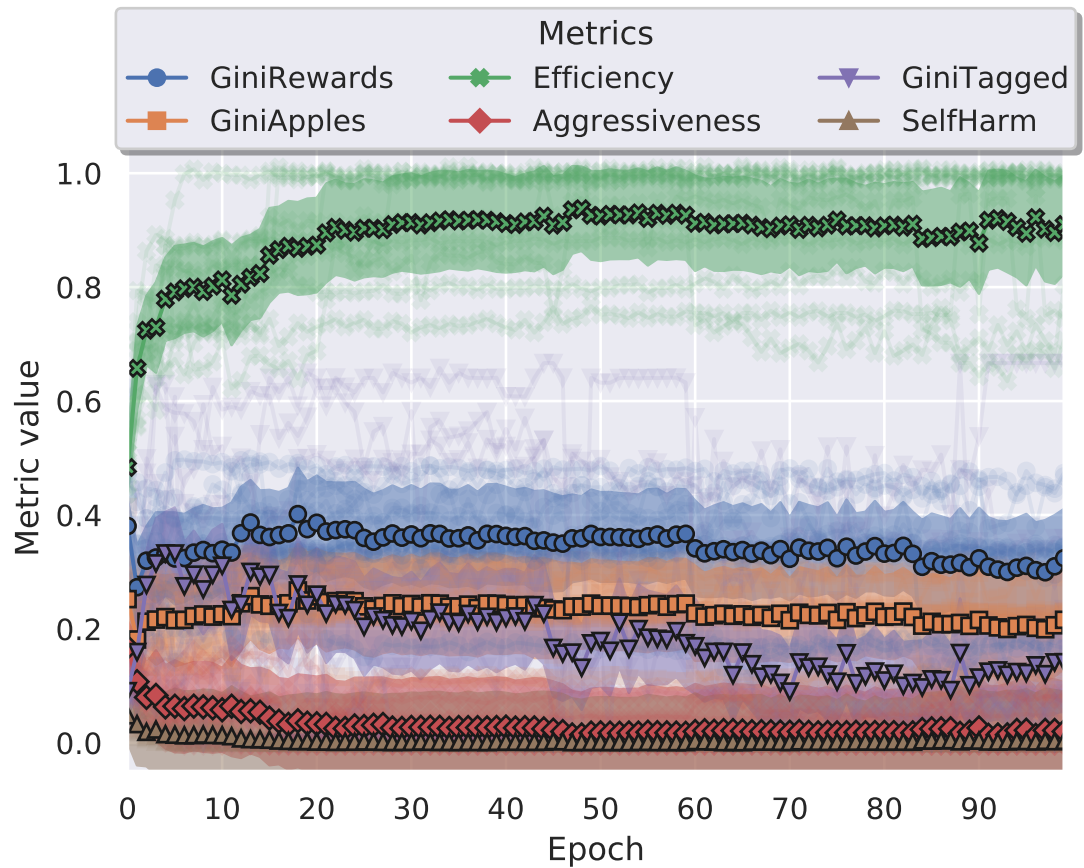 Metrics
GiniRewards Efficiency GiniTagged
GiniApples Aggressiveness SelfHarm
1.0
0.8
0.6
0.4
0.2
0.0
Metric value
0 10 20 30 40 50 60 70 80 90
Epoch